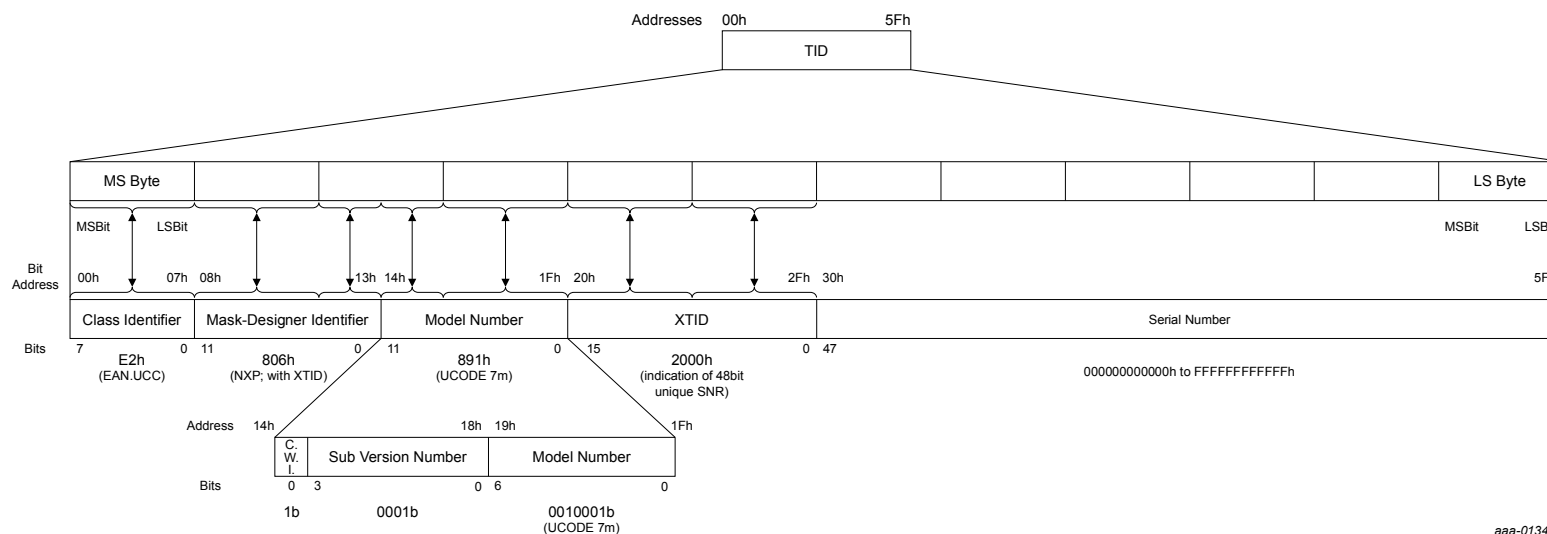 Addresses 00h 5Fh
TID
MS Byte LS Byte
MSBit LSBit MSBit LSB
Bit
Address
00h 07h 08h 13h 14h 1Fh 20h 2Fh 30h 5F
Class Identifier Mask-Designer Identifier Model Number XTID Serial Number
Bits 7 0 11 0 11 0 15 0 47
E2h 806h 891h 2000h 000000000000h to FFFFFFFFFFFFh
(EAN.UCC) (NXP; with XTID) (UCODE 7m) (indication of 48bit
unique SNR)
Address 14h 18h 19h 1Fh
C.
W.
I.
Sub Version Number Model Number
Bits 0 3 0 6 0
1b 0001b 0010001b
(UCODE 7m)
aaa-0134